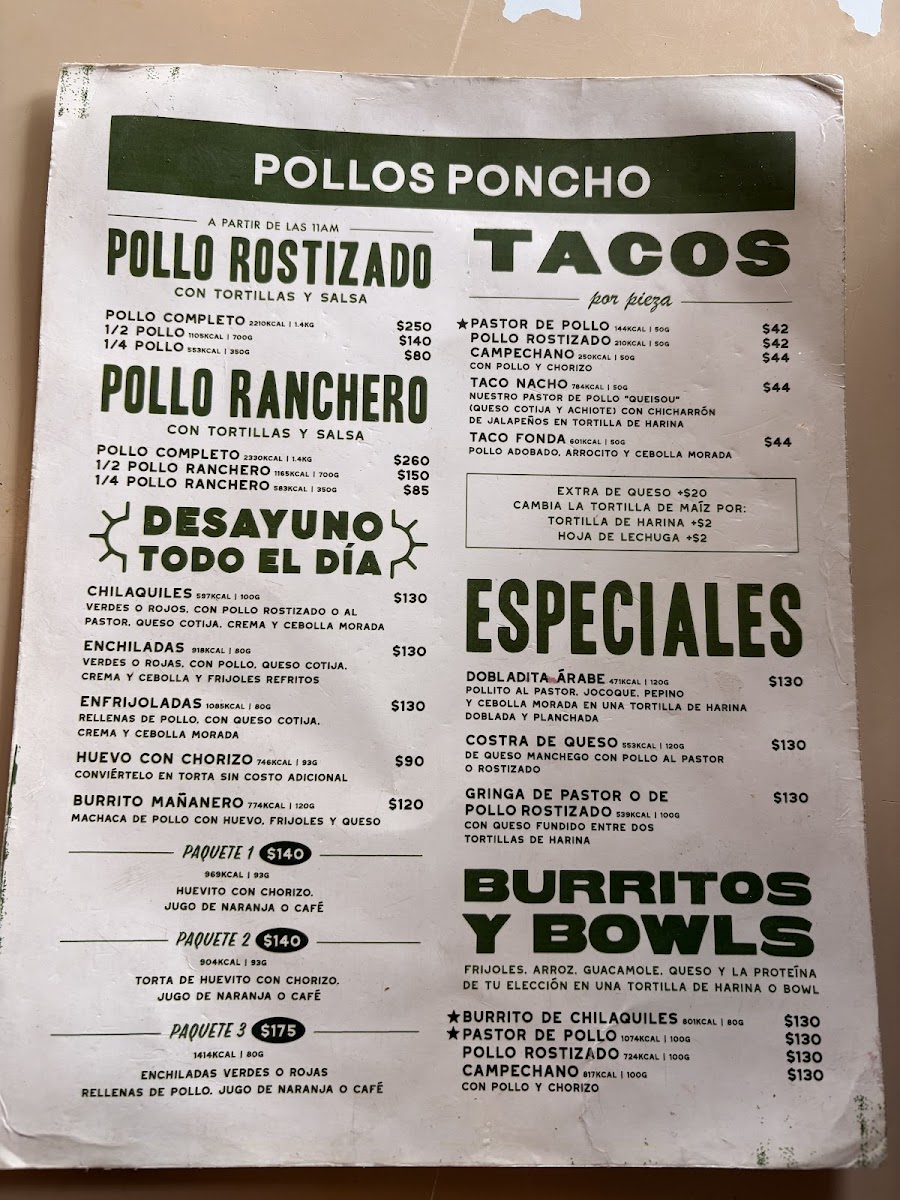 POLLOS PONCHO
A PARTIR DE LAS 11AM
POLLO ROSTIZADO
CON TORTILLAS Y SALSA
POLLO COMPLETO 2210KCAL | 1.4KG $250
1/2 POLLO 1105KCAL | 700G $140
1/4 POLLO 553KCAL | 350G $80
POLLO RANCHERO
CON TORTILLAS Y SALSA
POLLO COMPLETO 2330KCAL | 1.4KG $260
1/2 POLLO RANCHERO 1165KCAL | 700G $150
1/4 POLLO RANCHERO 583KCAL | 350G $85
DESAYUNO
TODO EL DÍA
CHILAQUILES 597KCAL | 100G $130
VERDES O ROJOS, CON POLLO ROSTIZADO O AL
PASTOR, QUESO COTIJA, CREMA Y CEBOLLA MORADA
ENCHILADAS 918KCAL | 80G $130
VERDES O ROJAS, CON POLLO, QUESO COTIJA,
CREMA Y CEBOLLA Y FRIJOLES REFRITOS
ENFRIJOLADAS 1085KCAL | 80G $130
RELLENAS DE POLLO, CON QUESO COTIJA,
CREMA Y CEBOLLA MORADA
HUEVO CON CHORIZO 746KCAL | 93G $90
CONVIÉRTELO EN TORTA SIN COSTO ADICIONAL
BURRITO MAÑANERO 774KCAL | 120G $120
MACHACA DE POLLO CON HUEVO, FRIJOLES Y QUESO
PAQUETE 1 $140
969KCAL | 93G
HUEVITO CON CHORIZO,
JUGO DE NARANJA O CAFÉ
PAQUETE 2 $140
904KCAL | 93G
TORTA DE HUEVITO CON CHORIZO,
JUGO DE NARANJA O CAFÉ
PAQUETE 3 $175
1414KCAL | 80G
ENCHILADAS VERDES O ROJAS
RELLENAS DE POLLO, JUGO DE NARANJA O CAFÉ
TACOS
por pieza
★PASTOR DE POLLO 144KCAL | 50G $42
POLLO ROSTIZADO 210KCAL | 50G $42
CAMPECHANO 250KCAL | 50G $44
CON POLLO Y CHORIZO
TACO NACHO 784KCAL | 50G $44
NUESTRO PASTOR DE POLLO "QUEISOU"
(QUESO COTIJA Y ACHIOTE) CON CHICHARRÓN
DE JALAPEÑOS EN TORTILLA DE HARINA
TACO FONDA 601KCAL | 50G $44
POLLO ADOBADO, ARROCITO Y CEBOLLA MORADA
EXTRA DE QUESO +$20
CAMBIA LA TORTILLA DE MAÍZ POR:
TORTILLA DE HARINA +$2
HOJA DE LECHUGA +$2
ESPECIALES
DOBLADITA ÁRABE 471KCAL | 120G $130
POLLITO AL PASTOR, JOCOQUE, PEPINO
Y CEBOLLA MORADA EN UNA TORTILLA DE HARINA
DOBLADA Y PLANCHADA
COSTRA DE QUESO 553KCAL | 120G $130
DE QUESO MANCHEGO CON POLLO AL PASTOR
O ROSTIZADO
GRINGA DE PASTOR O DE $130
POLLO ROSTIZADO 539KCAL | 100G
CON QUESO FUNDIDO ENTRE DOS
TORTILLAS DE HARINA
BURRITOS
Y BOWLS
FRIJOLES, ARROZ, GUACAMOLE, QUESO Y LA PROTEÍNA
DE TU ELECCIÓN EN UNA TORTILLA DE HARINA O BOWL
★BURRITO DE CHILAQUILES 801KCAL | 80G $130
★PASTOR DE POLLO 1074KCAL | 100G $130
POLLO ROSTIZADO 724KCAL | 100G $130
CAMPECHANO 817KCAL | 100G $130
CON POLLO Y CHORIZO